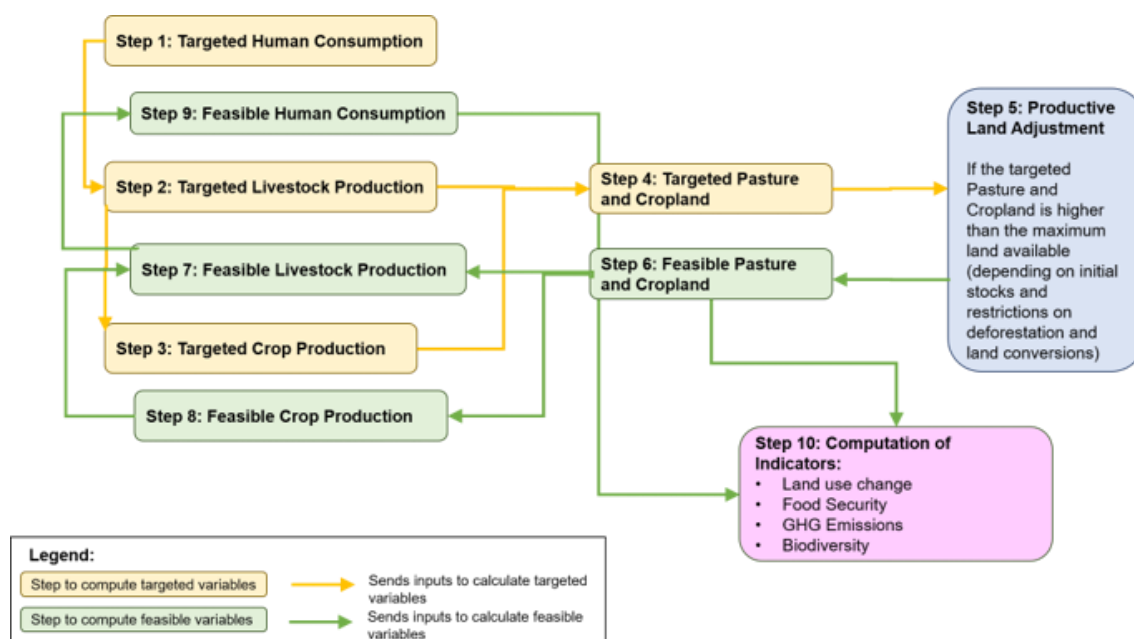 Step 1: Targeted Human Consumption
Step 9: Feasible Human Consumption
Step 2: Targeted Livestock Production
Step 7: Feasible Livestock Production
Step 3: Targeted Crop Production
Step 8: Feasible Crop Production
Step 4: Targeted Pasture
and Cropland
Step 6: Feasible Pasture
and Cropland
Step 5: Productive
Land Adjustment
If the targeted
Pasture and
Cropland is higher
than the maximum
land available
(depending on initial
stocks and
restrictions on
deforestation and
land conversions)
Step 10: Computation of
Indicators:
• Land use change
• Food Security
• GHG Emissions
• Biodiversity
Legend:
Step to compute targeted variables
Sends inputs to calculate targeted
variables
Step to compute feasible variables
Sends inputs to calculate feasible
variables